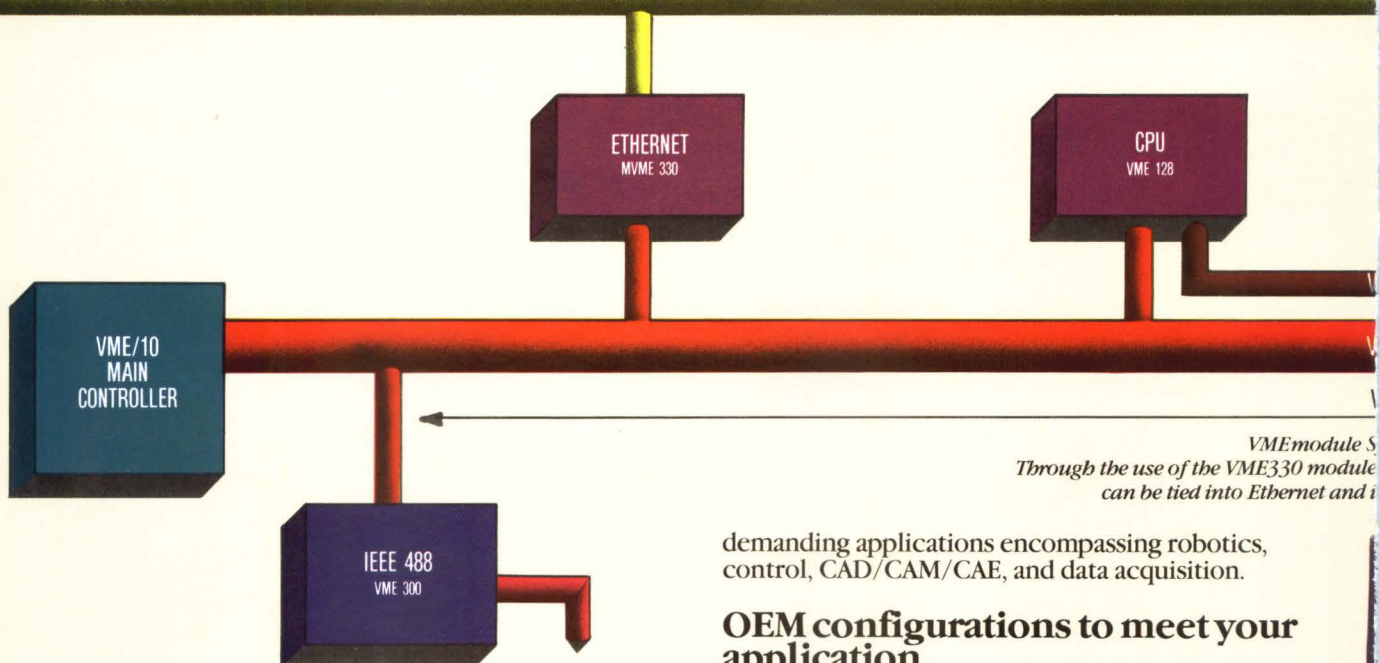 ETHERNET
MVME 330
CPU
VME 128
VME/10
MAIN
CONTROLLER
IEEE 488
VME 300
VMEmodule
Through the use of the VME330 module
can be tied into Ethernet and
demanding applications encompassing robotics,
control, CAD/CAM/CAE, and data acquisition.
OEM configurations to meet your
application